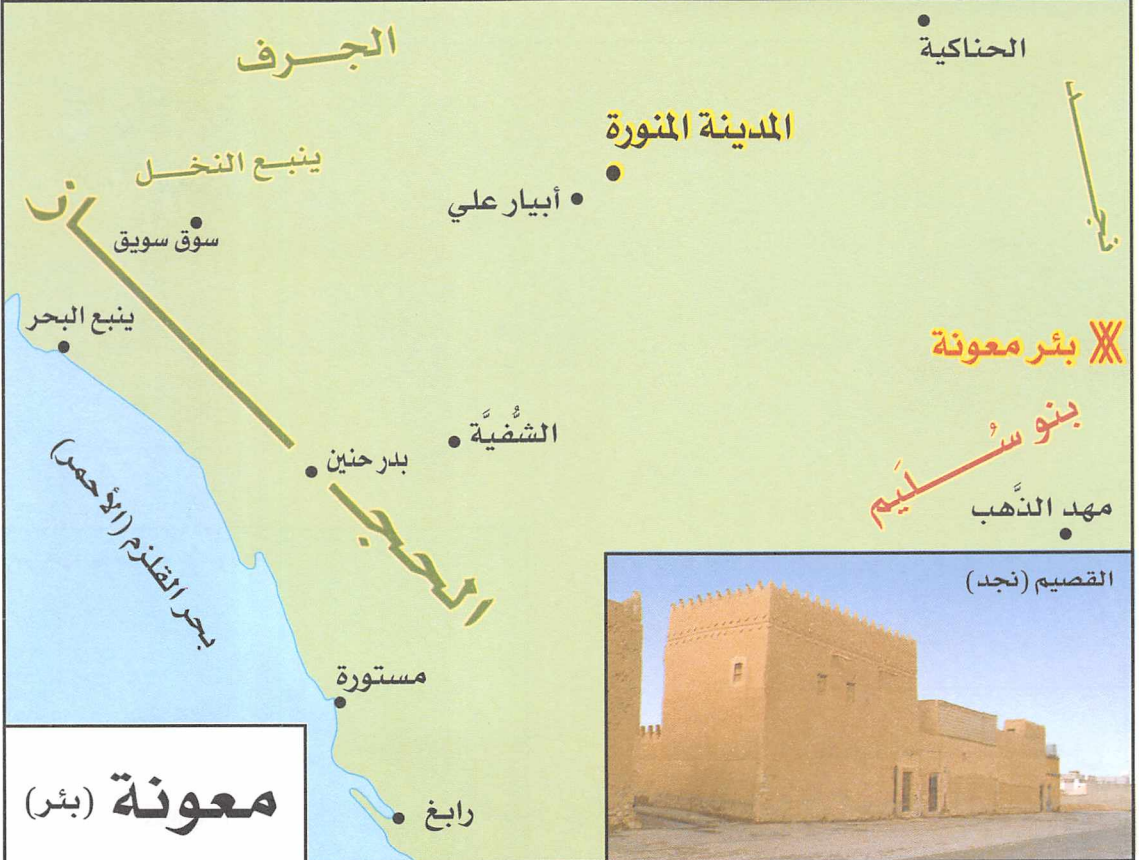 الجرف
الحناكية
المدينة المنورة
نجد
ينبع النخل
أبيار علي
سوق سويق
ينبع البحر
بئر معونة
بنو سُلَيم
الشُّفيَّة
بدر حنين
مهد الذَّهب
الحجاز
بحر القلزم (الأحمر)
القصيم (نجد)
مستورة
رابغ
معونة (بئر)